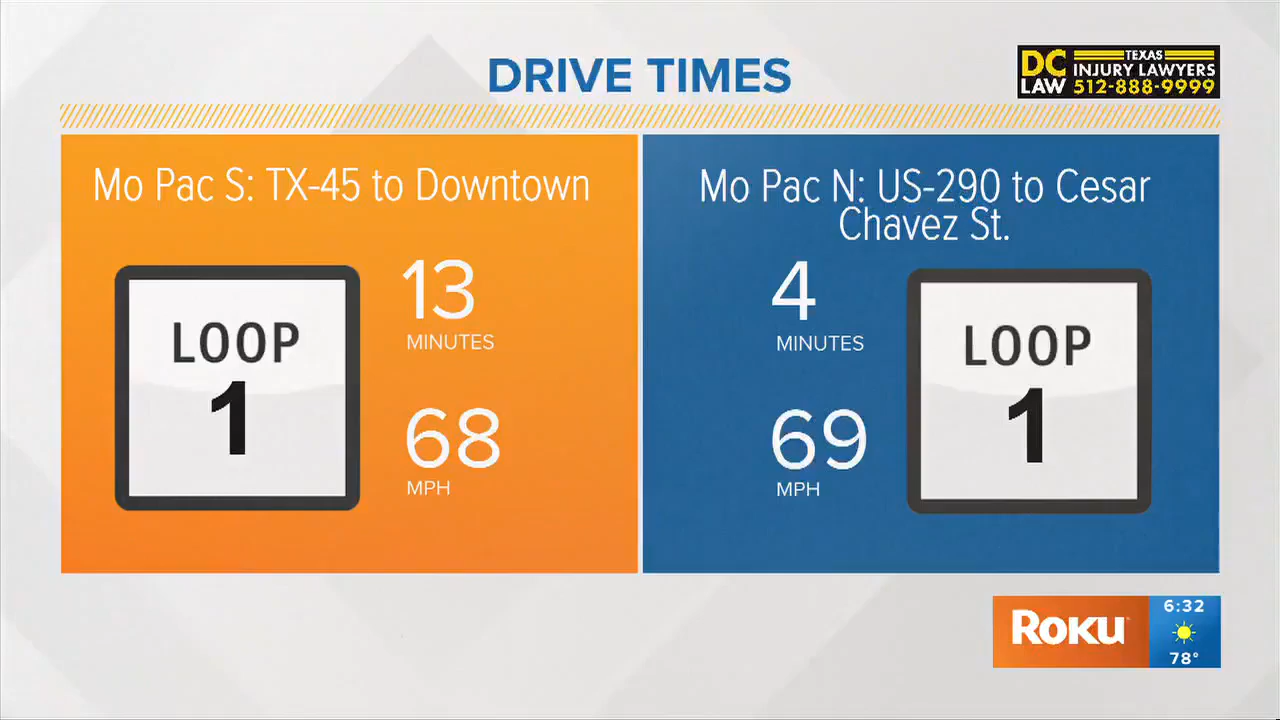 DRIVE TIMES
DC LAW
TEXAS
INJURY LAWYERS
512-888-9999
Mo Pac S: TX-45 to Downtown
LOOP
1
13
MINUTES
68
MPH
Mo Pac N: US-290 to Cesar
Chavez St.
4
MINUTES
69
MPH
LOOP
1
ROKU
6:32
78°